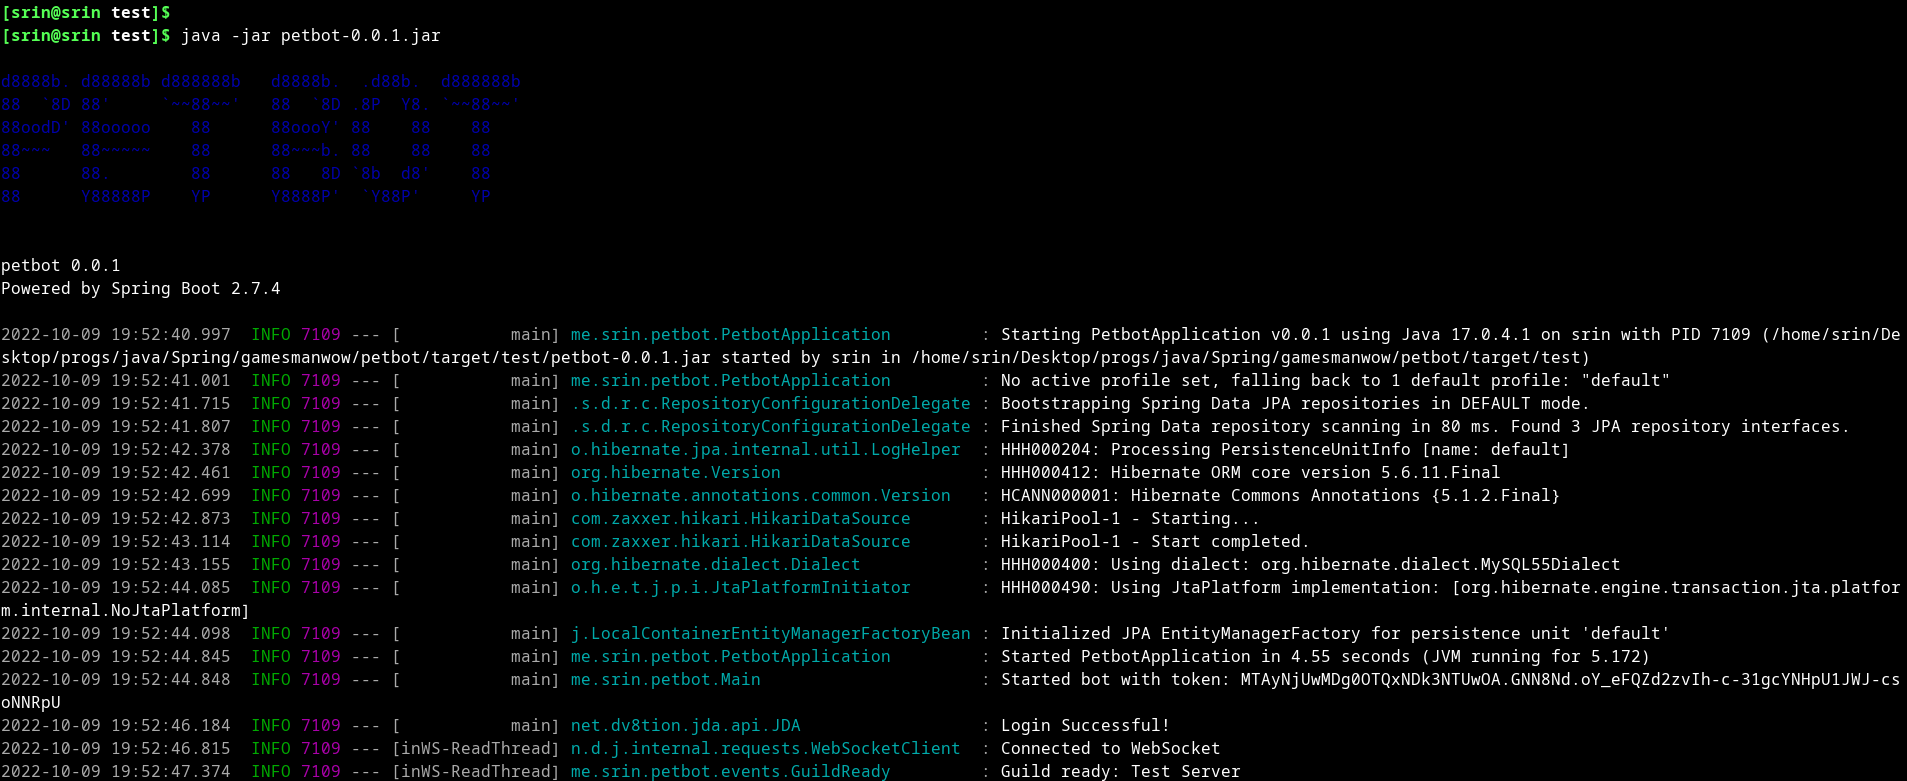 [srin@srin test]$
[srin@srin test]$ java -jar petbot-0.0.1.jar
d8888b. d88888b d888888b   d8888b.  .d88b.  d888888b
88  `8D 88'     `~~88~~'   88  `8D .8P  Y8. `~~88~~'
88oodD' 88ooooo    88      88oooY' 88    88    88
88~~~   88~~~~~    88      88~~~b. 88    88    88
88      88.        88      88   8D `8b  d8'    88
88      Y88888P    YP      Y8888P'  `Y88P'     YP
petbot 0.0.1
Powered by Spring Boot 2.7.4
2022-10-09 19:52:40.997  INFO 7109 --- [           main] me.srin.petbot.PetbotApplication         : Starting PetbotApplication v0.0.1 using Java 17.0.4.1 on srin with PID 7109 (/home/srin/De
sktop/progs/java/Spring/gamesmanwow/petbot/target/test/petbot-0.0.1.jar started by srin in /home/srin/Desktop/progs/java/Spring/gamesmanwow/petbot/target/test)
2022-10-09 19:52:41.001  INFO 7109 --- [           main] me.srin.petbot.PetbotApplication         : No active profile set, falling back to 1 default profile: "default"
2022-10-09 19:52:41.715  INFO 7109 --- [           main] .s.d.r.c.RepositoryConfigurationDelegate : Bootstrapping Spring Data JPA repositories in DEFAULT mode.
2022-10-09 19:52:41.807  INFO 7109 --- [           main] .s.d.r.c.RepositoryConfigurationDelegate : Finished Spring Data repository scanning in 80 ms. Found 3 JPA repository interfaces.
2022-10-09 19:52:42.378  INFO 7109 --- [           main] o.hibernate.jpa.internal.util.LogHelper  : HHH000204: Processing PersistenceUnitInfo [name: default]
2022-10-09 19:52:42.461  INFO 7109 --- [           main] org.hibernate.Version                    : HHH000412: Hibernate ORM core version 5.6.11.Final
2022-10-09 19:52:42.699  INFO 7109 --- [           main] o.hibernate.annotations.common.Version   : HCANN000001: Hibernate Commons Annotations {5.1.2.Final}
2022-10-09 19:52:42.873  INFO 7109 --- [           main] com.zaxxer.hikari.HikariDataSource       : HikariPool-1 - Starting...
2022-10-09 19:52:43.114  INFO 7109 --- [           main] com.zaxxer.hikari.HikariDataSource       : HikariPool-1 - Start completed.
2022-10-09 19:52:43.155  INFO 7109 --- [           main] org.hibernate.dialect.Dialect            : HHH000400: Using dialect: org.hibernate.dialect.MySQL55Dialect
2022-10-09 19:52:44.085  INFO 7109 --- [           main] o.h.e.t.j.p.i.JtaPlatformInitiator       : HHH000490: Using JtaPlatform implementation: [org.hibernate.engine.transaction.jta.platfor
m.internal.NoJtaPlatform]
2022-10-09 19:52:44.098  INFO 7109 --- [           main] j.LocalContainerEntityManagerFactoryBean : Initialized JPA EntityManagerFactory for persistence unit 'default'
2022-10-09 19:52:44.845  INFO 7109 --- [           main] me.srin.petbot.PetbotApplication         : Started PetbotApplication in 4.55 seconds (JVM running for 5.172)
2022-10-09 19:52:44.848  INFO 7109 --- [           main] me.srin.petbot.Main                      : Started bot with token: MTAyNjUwMDg0OTQxNDk3NTUwOA.GNN8Nd.oY_eFQZd2zvIh-c-31gcYNHpU1JWJ-cs
oNNRpU
2022-10-09 19:52:46.184  INFO 7109 --- [           main] net.dv8tion.jda.api.JDA                  : Login Successful!
2022-10-09 19:52:46.815  INFO 7109 --- [inWS-ReadThread] n.d.j.internal.requests.WebSocketClient  : Connected to WebSocket
2022-10-09 19:52:47.374  INFO 7109 --- [inWS-ReadThread] me.srin.petbot.events.GuildReady         : Guild ready: Test Server